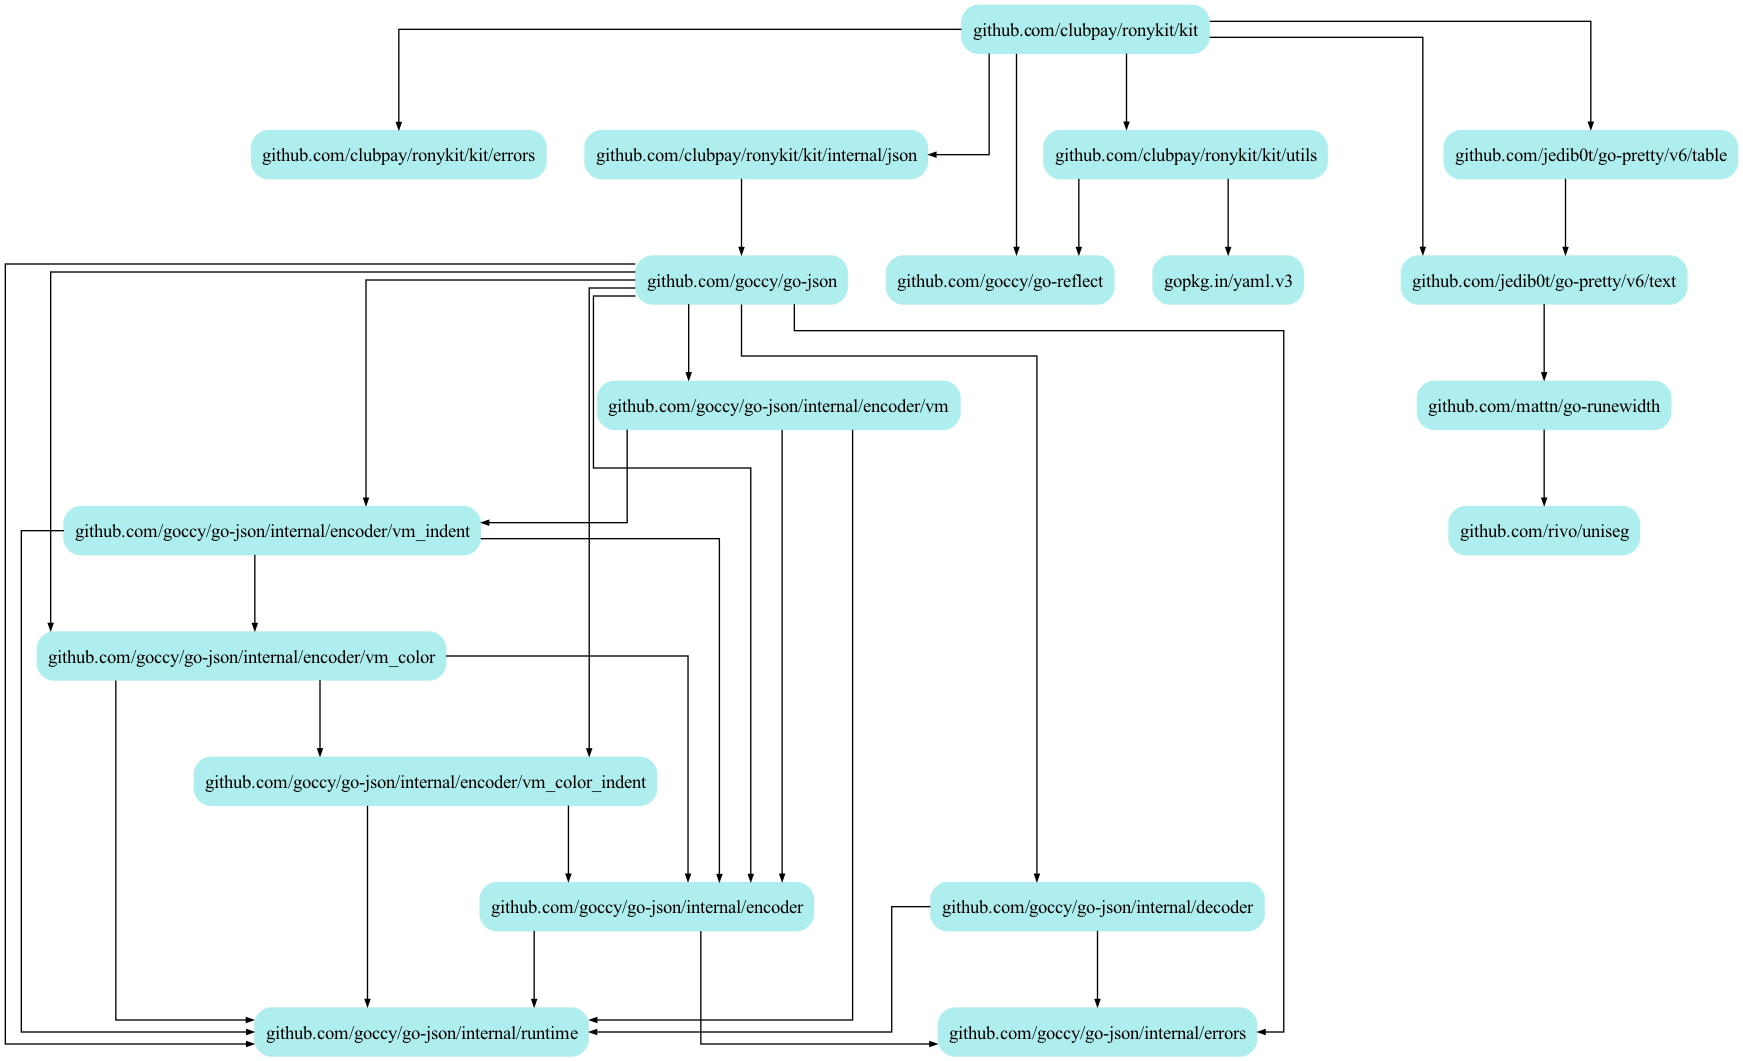 github.com/clubpay/ronykit/kit
github.com/clubpay/ronykit/kit/errors
github.com/clubpay/ronykit/kit/internal/json
github.com/clubpay/ronykit/kit/utils
github.com/jedib0t/go-pretty/v6/table
github.com/goccy/go-json
github.com/goccy/go-reflect
gopkg.in/yaml.v3
github.com/jedib0t/go-pretty/v6/text
github.com/goccy/go-json/internal/encoder/vm
github.com/mattn/go-runewidth
github.com/goccy/go-json/internal/encoder/vm_indent
github.com/rivo/uniseg
github.com/goccy/go-json/internal/encoder/vm_color
github.com/goccy/go-json/internal/encoder/vm_color_indent
github.com/goccy/go-json/internal/encoder
github.com/goccy/go-json/internal/decoder
github.com/goccy/go-json/internal/runtime
github.com/goccy/go-json/internal/errors